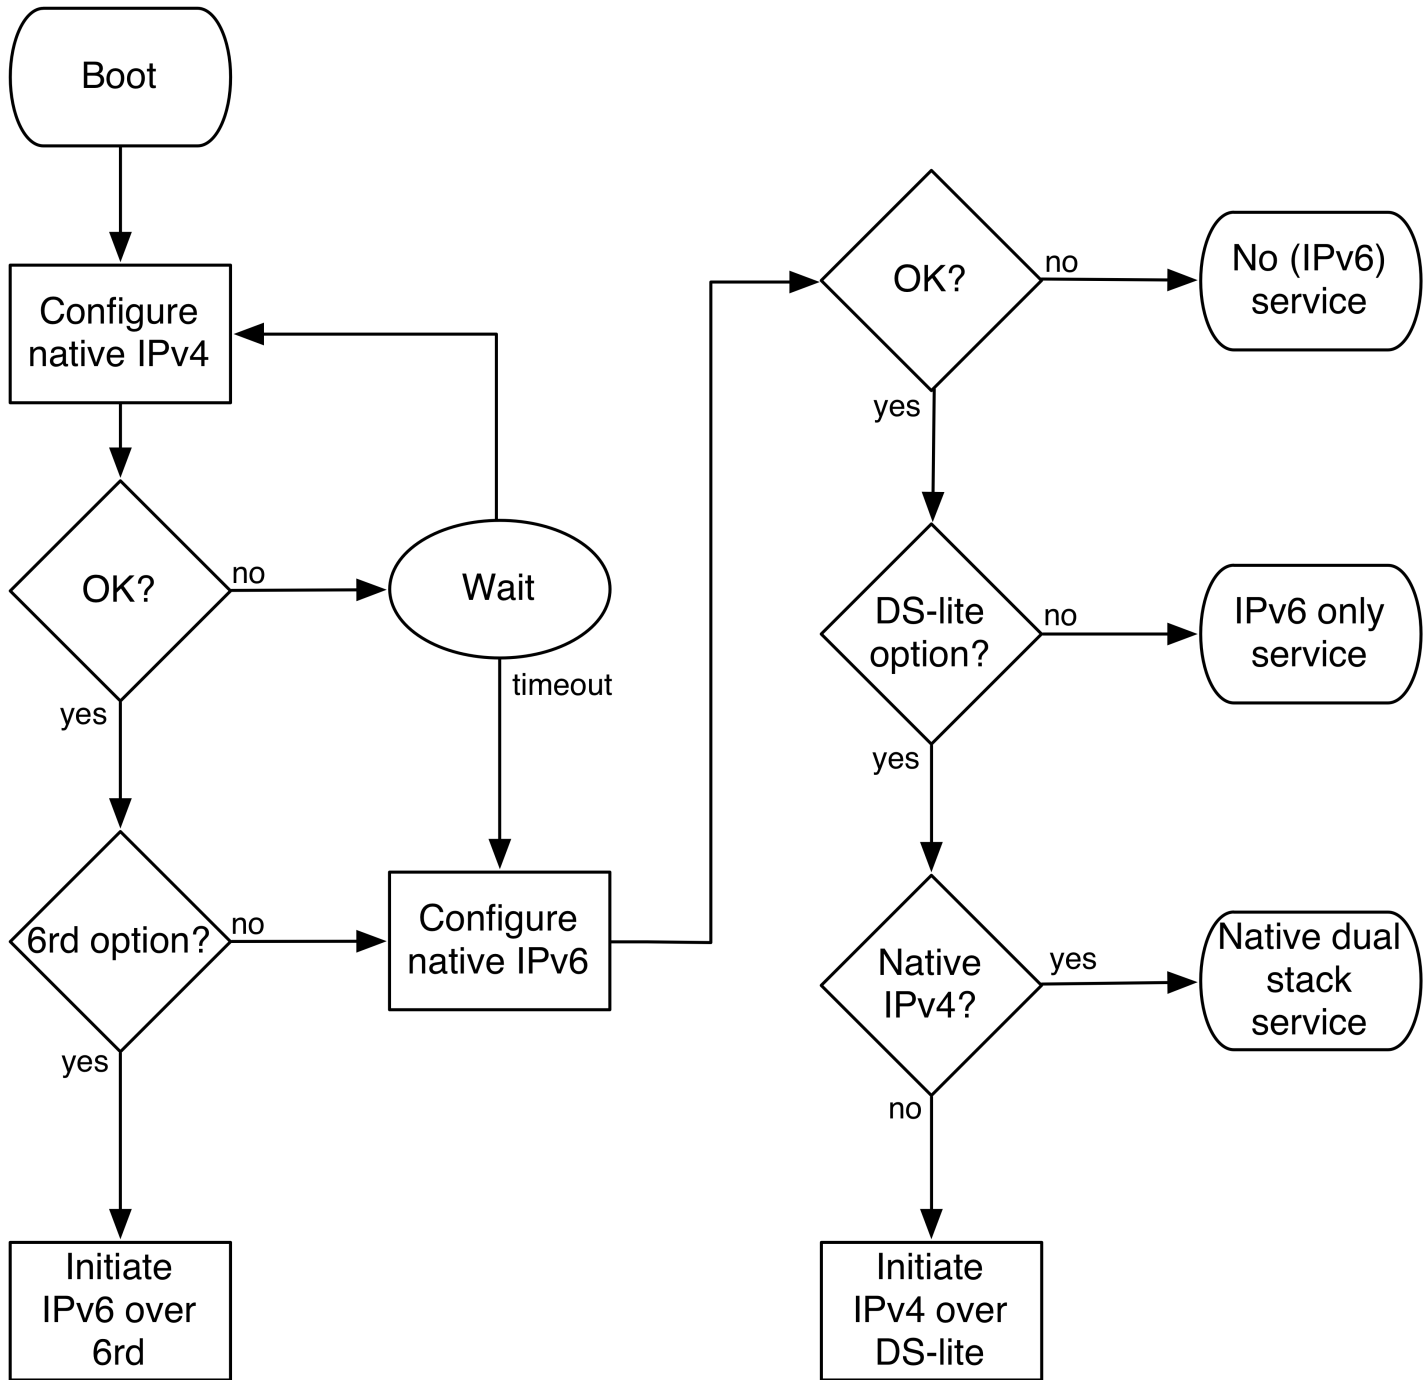 Boot
Configure
native IPv4
OK?
no
yes
Wait
timeout
6rd option?
no
yes
Configure
native IPv6
Initiate
IPv6 over
6rd
OK?
no
yes
No (IPv6)
service
DS-lite
option?
no
yes
IPv6 only
service
Native
IPv4?
yes
no
Native dual
stack
service
Initiate
IPv4 over
DS-lite